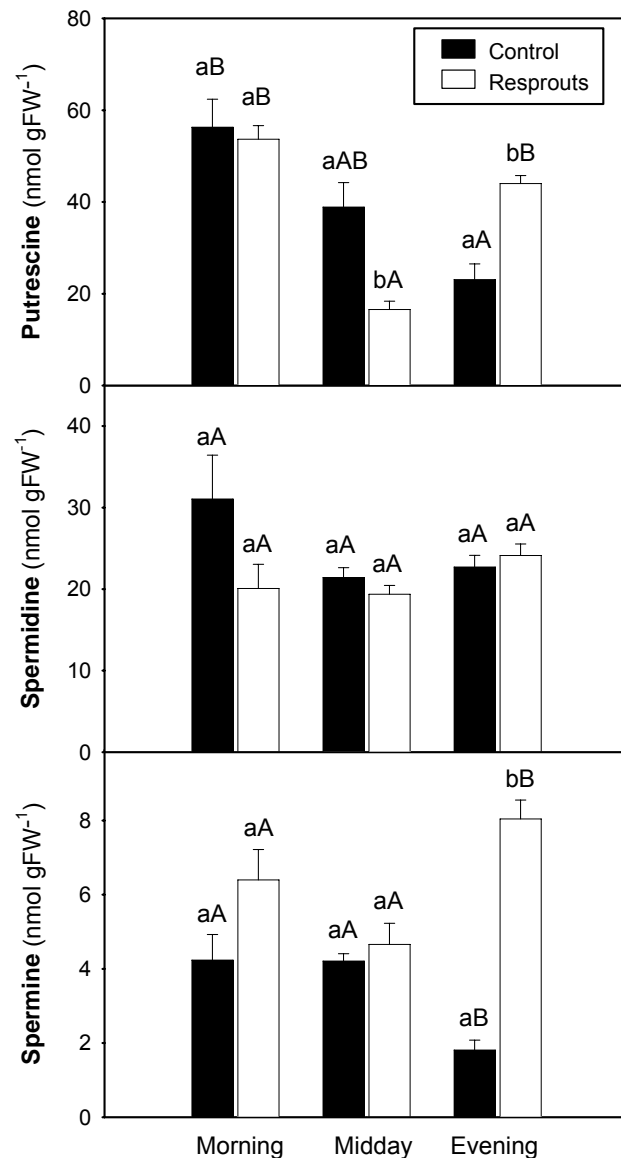 80
60
40
20
0
Putrescine (nmol gFW-1)
Control
Resprouts
aB
aB
aAB
bA
aA
bB
40
30
20
10
0
Spermidine (nmol gFW-1)
aA
aA
aA
aA
aA
aA
8
6
4
2
0
Spermine (nmol gFW-1)
aA
aA
aA
aA
aB
bB
Morning Midday Evening